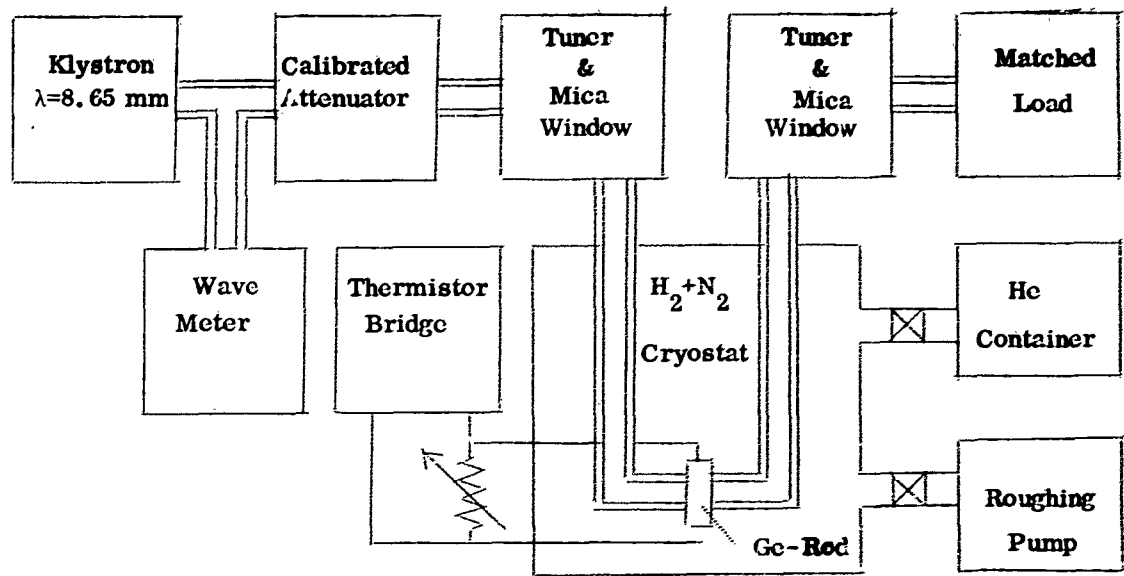 Klystron
λ=8.65 mm
Calibrated
Attenuator
Tuner
&
Mica
Window
Tuner
&
Mica
Window
Matched
Load
Wave
Meter
Thermistor
Bridge
H2+N2
Cryostat
He
Container
Ge-Rod
Roughing
Pump